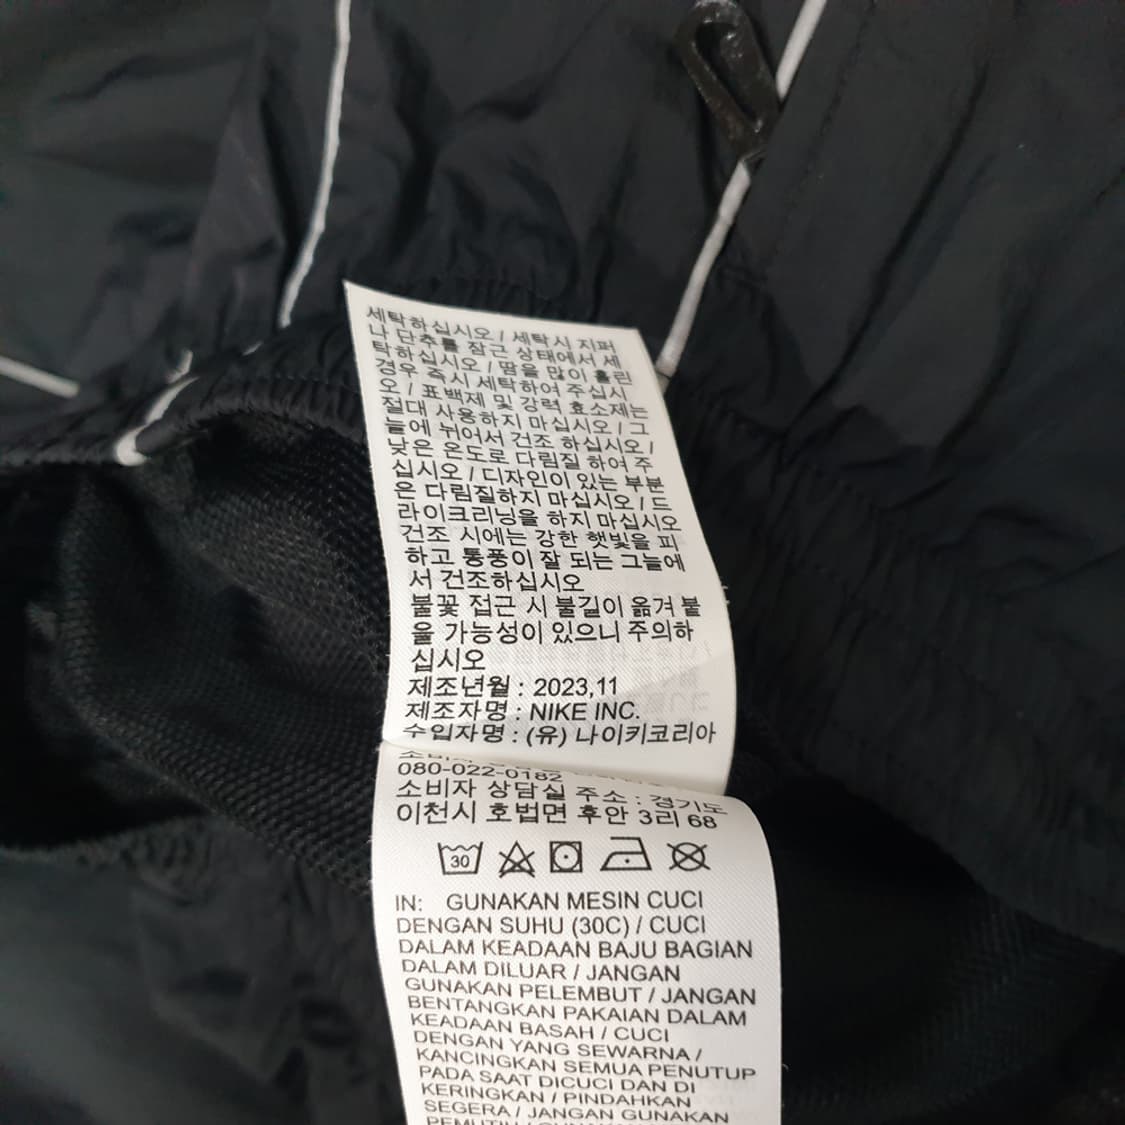 세탁하십시오 / 세탁시 지퍼
나 단추를 잠근 상태에서 세
탁하십시오 / 땀을 많이 흘린
경우 즉시 세탁하여 주십시
오 / 표백제 및 강력 효소제는
절대 사용하지 마십시오 / 그
늘에 뉘어서 건조 하십시오 /
낮은 온도로 다림질 하여 주
십시오 / 디자인이 있는 부분
은 다림질하지 마십시오 / 드
라이크리닝을 하지 마십시오
건조 시에는 강한 햇빛을 피
하고 통풍이 잘 되는 그늘에
서 건조하십시오
불꽃 접근 시 불길이 옮겨 붙
을 가능성이 있으니 주의하
십시오
제조년월 : 2023,11
제조자명 : NIKE INC.
수입자명 : (유) 나이키코리아
080-022-0182
소비자 상담실 주소 : 경기도
이천시 호법면 후안 3리 68
30
IN: GUNAKAN MESIN CUCI
DENGAN SUHU (30C) / CUCI
DALAM KEADAAN BAJU BAGIAN
DALAM DILUAR / JANGAN
GUNAKAN PELEMBUT / JANGAN
BENTANGKAN PAKAIAN DALAM
KEADAAN BASAH / CUCI
DENGAN YANG SEWARNA /
KANCINGKAN SEMUA PENUTUP
PADA SAAT DICUCI DAN DI
KERINGKAN / PINDAHKAN
SEGERA / JANGAN GUNAKAN